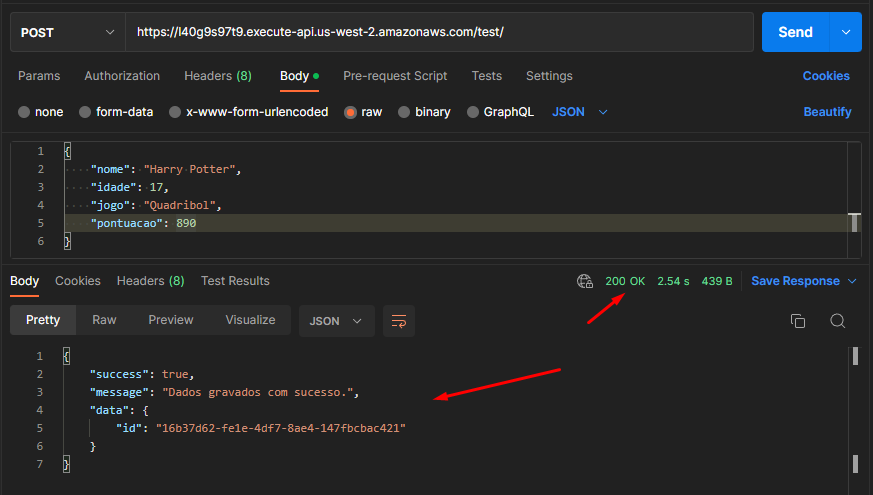 POST https://l40g9s97t9.execute-api.us-west-2.amazonaws.com/test/ Send
Params Authorization Headers (8) Body Pre-request Script Tests Settings Cookies
none form-data x-www-form-urlencoded raw binary GraphQL JSON Beautify
1 {
2 "nome": "Harry Potter",
3 "idade": 17,
4 "jogo": "Quadribol",
5 "pontuacao": 890
6 }
Body Cookies Headers (8) Test Results 200 OK 2.54 s 439 B Save Response
Pretty Raw Preview Visualize JSON
1 {
2 "success": true,
3 "message": "Dados gravados com sucesso.",
4 "data": {
5 "id": "16b37d62-fe1e-4df7-8ae4-147fbcbac421"
6 }
7 }